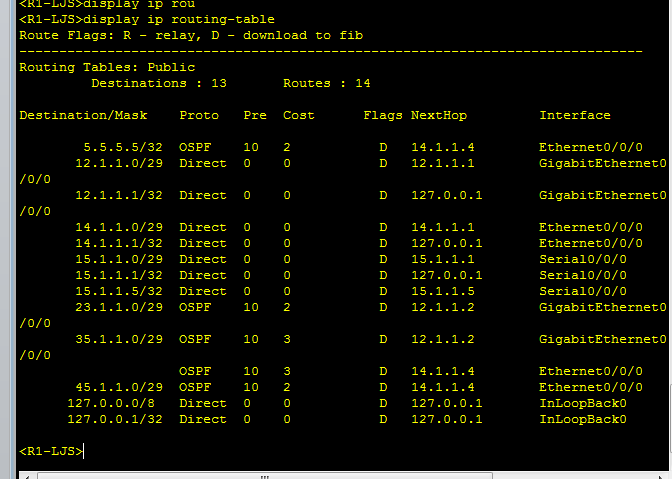 <R1-LJS>display ip rou
<R1-LJS>display ip routing-table
Route Flags: R - relay, D - download to fib
------------------------------------------------------------------------------
Routing Tables: Public
         Destinations : 13       Routes : 14

Destination/Mask    Proto   Pre  Cost      Flags NextHop         Interface

        5.5.5.5/32  OSPF    10   2           D   14.1.1.4        Ethernet0/0/0
       12.1.1.0/29  Direct  0    0           D   12.1.1.1        GigabitEthernet0
/0/0
       12.1.1.1/32  Direct  0    0           D   127.0.0.1       GigabitEthernet0
/0/0
       14.1.1.0/29  Direct  0    0           D   14.1.1.1        Ethernet0/0/0
       14.1.1.1/32  Direct  0    0           D   127.0.0.1       Ethernet0/0/0
       15.1.1.0/29  Direct  0    0           D   15.1.1.1        Serial0/0/0
       15.1.1.1/32  Direct  0    0           D   127.0.0.1       Serial0/0/0
       15.1.1.5/32  Direct  0    0           D   15.1.1.5        Serial0/0/0
       23.1.1.0/29  OSPF    10   2           D   12.1.1.2        GigabitEthernet0
/0/0
       35.1.1.0/29  OSPF    10   3           D   12.1.1.2        GigabitEthernet0
/0/0
                    OSPF    10   3           D   14.1.1.4        Ethernet0/0/0
       45.1.1.0/29  OSPF    10   2           D   14.1.1.4        Ethernet0/0/0
      127.0.0.0/8   Direct  0    0           D   127.0.0.1       InLoopBack0
      127.0.0.1/32  Direct  0    0           D   127.0.0.1       InLoopBack0

<R1-LJS>